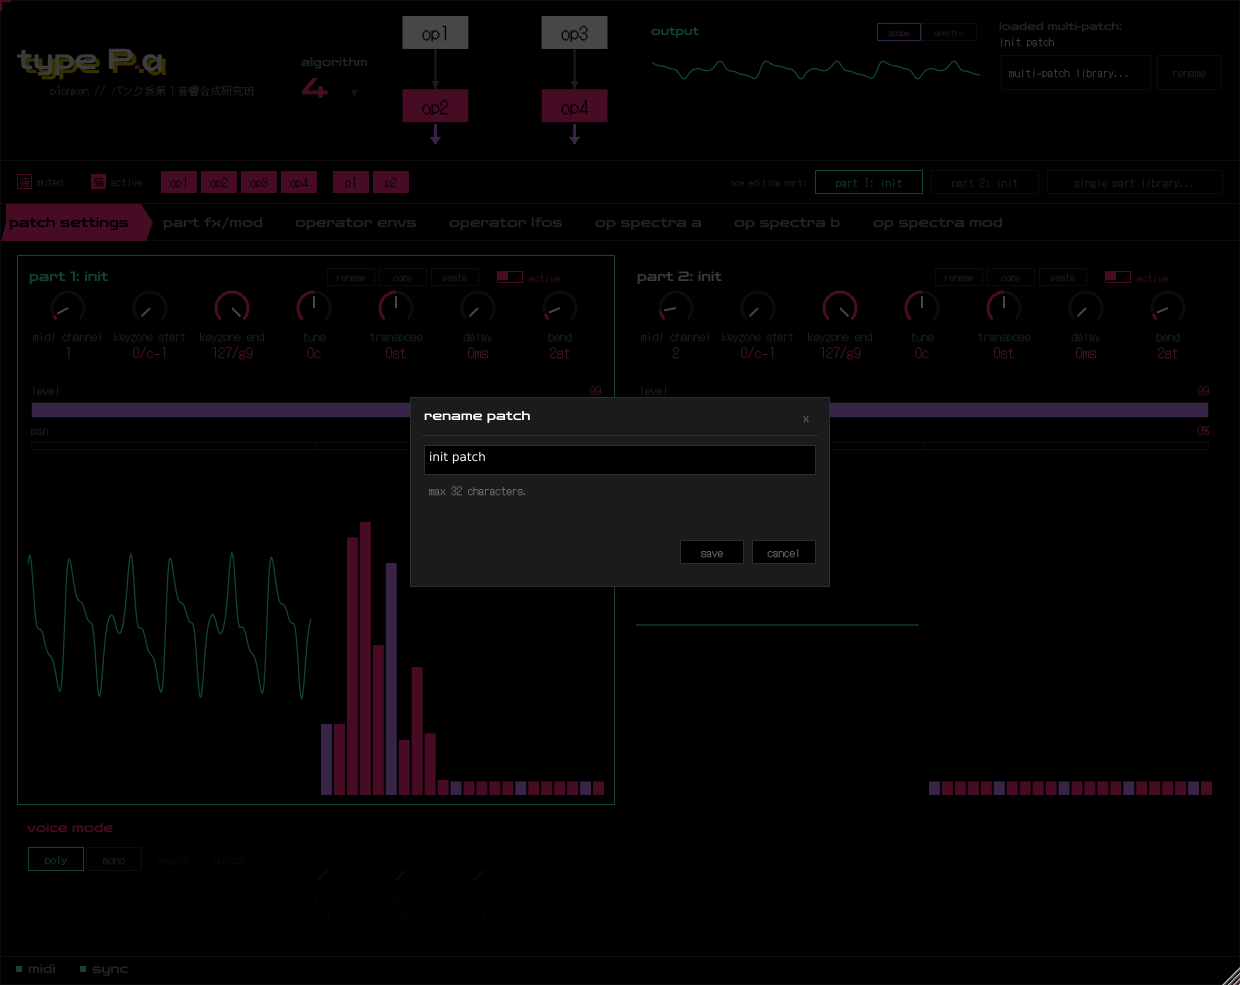 type P.a
plonken // パンク派第1音響合成研究班
algorithm
4
op1
op3
op2
op4
output
scope
spectra
loaded multi-patch:
init patch
multi-patch library...
rename
muted
active
op1
op2
op3
op4
p1
p2
now editing part:
part 1: init
part 2: init
single part library...
patch settings
part fx/mod
operator envs
operator lfos
op spectra a
op spectra b
op spectra mod
part 1: init
rename
copy
paste
active
midi channel
keyzone start
keyzone end
tune
transpose
delay
bend
1
0/c-1
127/g9
0c
0st
0ms
2st
level
99
pan
part 2: init
rename
copy
paste
active
midi channel
keyzone start
keyzone end
tune
transpose
delay
bend
2
0/c-1
127/g9
0c
0st
0ms
2st
level
99
0%
rename patch
x
init patch
max 32 characters.
save
cancel
voice mode
poly
mono
legato
unison
midi
sync